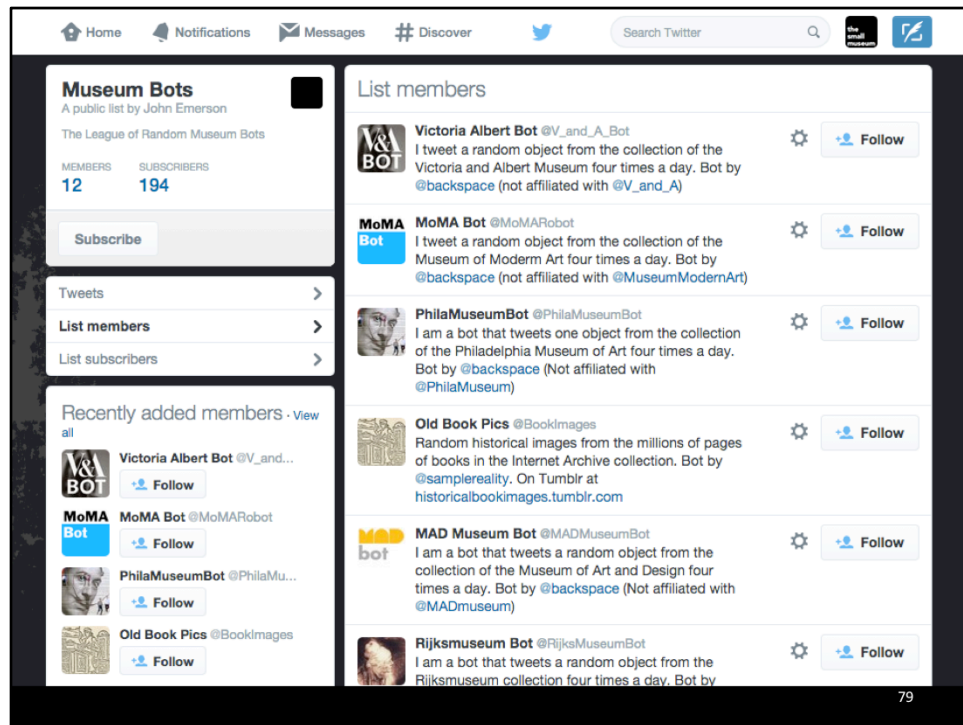 Home Notifications Messages # Discover Search Twitter
the
small
museum
Museum Bots
A public list by John Emerson
The League of Random Museum Bots
MEMBERS SUBSCRIBERS
12 194
Subscribe
Tweets
List members
List subscribers
Recently added members · View
all
V&A
BOT
Victoria Albert Bot @V_and...
Follow
MoMA
Bot
MoMA Bot @MoMARobot
Follow
PhilaMuseumBot @PhilaMu...
Follow
Old Book Pics @BookImages
Follow
List members
V&A
BOT
Victoria Albert Bot @V_and_A_Bot
I tweet a random object from the collection of the
Victoria and Albert Museum four times a day. Bot by
@backspace (not affiliated with @V_and_A)
Follow
MoMA
Bot
MoMA Bot @MoMARobot
I tweet a random object from the collection of the
Museum of Moderm Art four times a day. Bot by
@backspace (not affiliated with @MuseumModernArt)
Follow
PhilaMuseumBot @PhilaMuseumBot
I am a bot that tweets one object from the collection
of the Philadelphia Museum of Art four times a day.
Bot by @backspace (Not affiliated with
@PhilaMuseum)
Follow
Old Book Pics @BookImages
Random historical images from the millions of pages
of books in the Internet Archive collection. Bot by
@samplereality. On Tumblr at
historicalbookimages.tumblr.com
Follow
MAD
bot
MAD Museum Bot @MADMuseumBot
I am a bot that tweets a random object from the
collection of the Museum of Art and Design four
times a day. Bot by @backspace (Not affiliated with
@MADmuseum)
Follow
Rijksmuseum Bot @RijksMuseumBot
I am a bot that tweets a random object from the
Rijksmuseum collection four times a day. Bot by
Follow
79